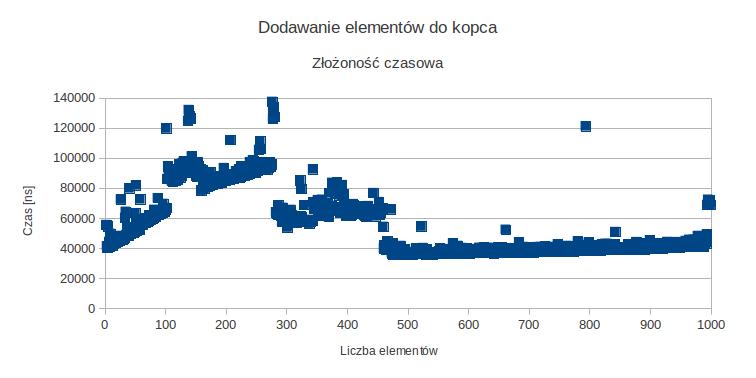 Dodawanie elementów do kopca
Złożoność czasowa
140000
120000
100000
80000
60000
40000
20000
0
Czas [ns]
0 100 200 300 400 500 600 700 800 900 1000
Liczba elementów